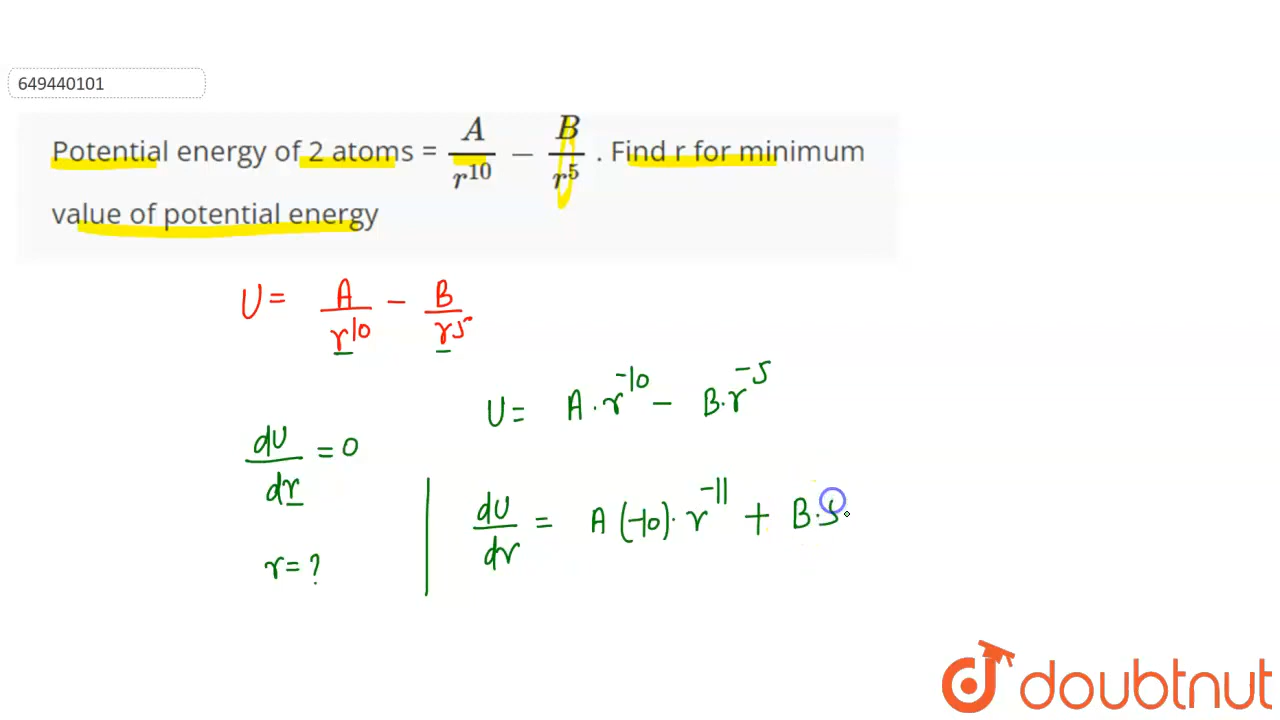 649440101
Potential energy of 2 atoms = A/r^10 − B/r^5 . Find r for minimum
value of potential energy
U = A/r^10 − B/r^5
U = A·r^-10 − B·r^-5
dU/dr = 0
dU/dr = A(-10)·r^-11 + B·5
r = ?
doubtnut